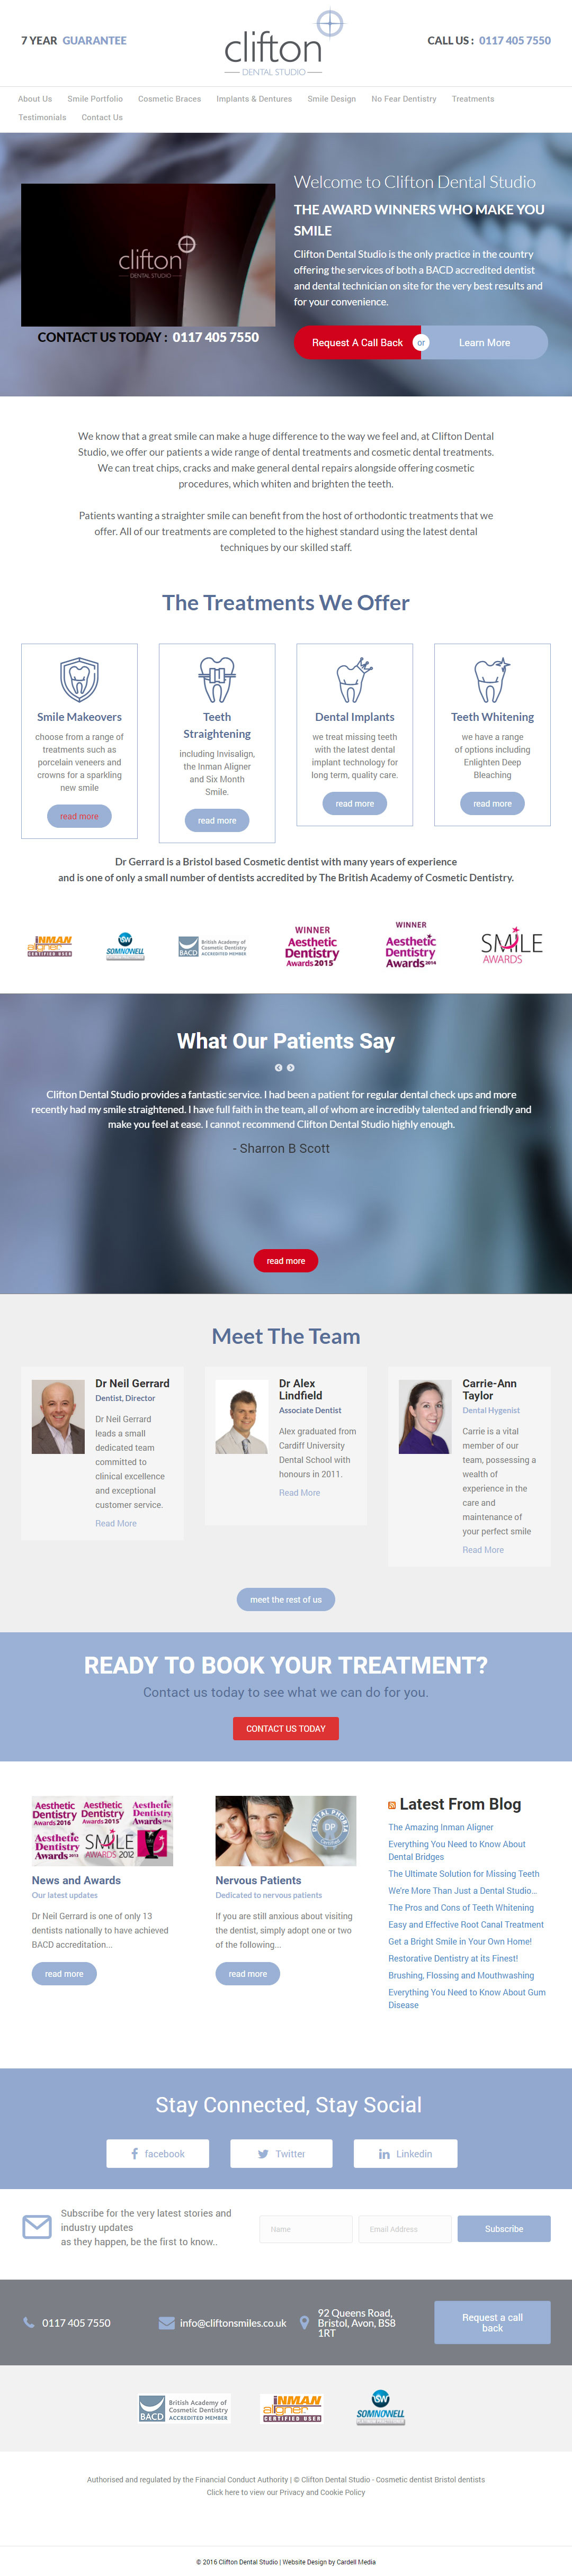 7 YEAR GUARANTEE
clifton
DENTAL STUDIO
CALL US : 0117 405 7550
About Us Smile Portfolio Cosmetic Braces Implants & Dentures Smile Design No Fear Dentistry Treatments
Testimonials Contact Us
clifton
DENTAL STUDIO
CONTACT US TODAY : 0117 405 7550
Welcome to Clifton Dental Studio
THE AWARD WINNERS WHO MAKE YOU
SMILE
Clifton Dental Studio is the only practice in the country
offering the services of both a BACD accredited dentist
and dental technician on site for the very best results and
for your convenience.
Request A Call Back or Learn More
We know that a great smile can make a huge difference to the way we feel and, at Clifton Dental
Studio, we offer our patients a wide range of dental treatments and cosmetic dental treatments.
We can treat chips, cracks and make general dental repairs alongside offering cosmetic
procedures, which whiten and brighten the teeth.
Patients wanting a straighter smile can benefit from the host of orthodontic treatments that we
offer. All of our treatments are completed to the highest standard using the latest dental
techniques by our skilled staff.
The Treatments We Offer
Smile Makeovers
choose from a range of
treatments such as
porcelain veneers and
crowns for a sparkling
new smile
read more
Teeth
Straightening
including Invisalign,
the Inman Aligner
and Six Month
Smile.
read more
Dental Implants
we treat missing teeth
with the latest dental
implant technology for
long term, quality care.
read more
Teeth Whitening
we have a range
of options including
Enlighten Deep
Bleaching
read more
Dr Gerrard is a Bristol based Cosmetic dentist with many years of experience
and is one of only a small number of dentists accredited by The British Academy of Cosmetic Dentistry.
INMAN
aligner
CERTIFIED USER
SOMNOWELL
BACD
British Academy of
Cosmetic Dentistry
ACCREDITED MEMBER
WINNER
Aesthetic
Dentistry
Awards 2015
WINNER
Aesthetic
Dentistry
Awards 2014
SMILE
AWARDS
What Our Patients Say
Clifton Dental Studio provides a fantastic service. I had been a patient for regular dental check ups and more
recently had my smile straightened. I have full faith in the team, all of whom are incredibly talented and friendly and
make you feel at ease. I cannot recommend Clifton Dental Studio highly enough.
- Sharron B Scott
read more
Meet The Team
Dr Neil Gerrard
Dentist, Director
Dr Neil Gerrard
leads a small
dedicated team
committed to
clinical excellence
and exceptional
customer service.
Read More
Dr Alex
Lindfield
Associate Dentist
Alex graduated from
Cardiff University
Dental School with
honours in 2011.
Read More
Carrie-Ann
Taylor
Dental Hygenist
Carrie is a vital
member of our
team, possessing a
wealth of
experience in the
care and
maintenance of
your perfect smile
Read More
meet the rest of us
READY TO BOOK YOUR TREATMENT?
Contact us today to see what we can do for you.
CONTACT US TODAY
Aesthetic
Dentistry
Awards 2016
Aesthetic
Dentistry
Awards 2015
Aesthetic
Dentistry
Awards 2014
Aesthetic
Dentistry
Awards 2013
SMILE
AWARDS 2012
News and Awards
Our latest updates
Dr Neil Gerrard is one of only 13
dentists nationally to have achieved
BACD accreditation...
read more
DENTAL PHOBIA
DP
Nervous Patients
Dedicated to nervous patients
If you are still anxious about visiting
the dentist, simply adopt one or two
of the following...
read more
Latest From Blog
The Amazing Inman Aligner
Everything You Need to Know About
Dental Bridges
The Ultimate Solution for Missing Teeth
We're More Than Just a Dental Studio...
The Pros and Cons of Teeth Whitening
Easy and Effective Root Canal Treatment
Get a Bright Smile in Your Own Home!
Restorative Dentistry at its Finest!
Brushing, Flossing and Mouthwashing
Everything You Need to Know About Gum
Disease
Stay Connected, Stay Social
facebook
Twitter
Linkedin
Subscribe for the very latest stories and
industry updates
as they happen, be the first to know..
Name
Email Address
Subscribe
0117 405 7550
info@cliftonsmiles.co.uk
92 Queens Road,
Bristol, Avon, BS8
1RT
Request a call
back
BACD
British Academy of
Cosmetic Dentistry
ACCREDITED MEMBER
INMAN
aligner
CERTIFIED USER
SOMNOWELL
Authorised and regulated by the Financial Conduct Authority | © Clifton Dental Studio - Cosmetic dentist Bristol dentists
Click here to view our Privacy and Cookie Policy
© 2016 Clifton Dental Studio | Website Design by Cardell Media